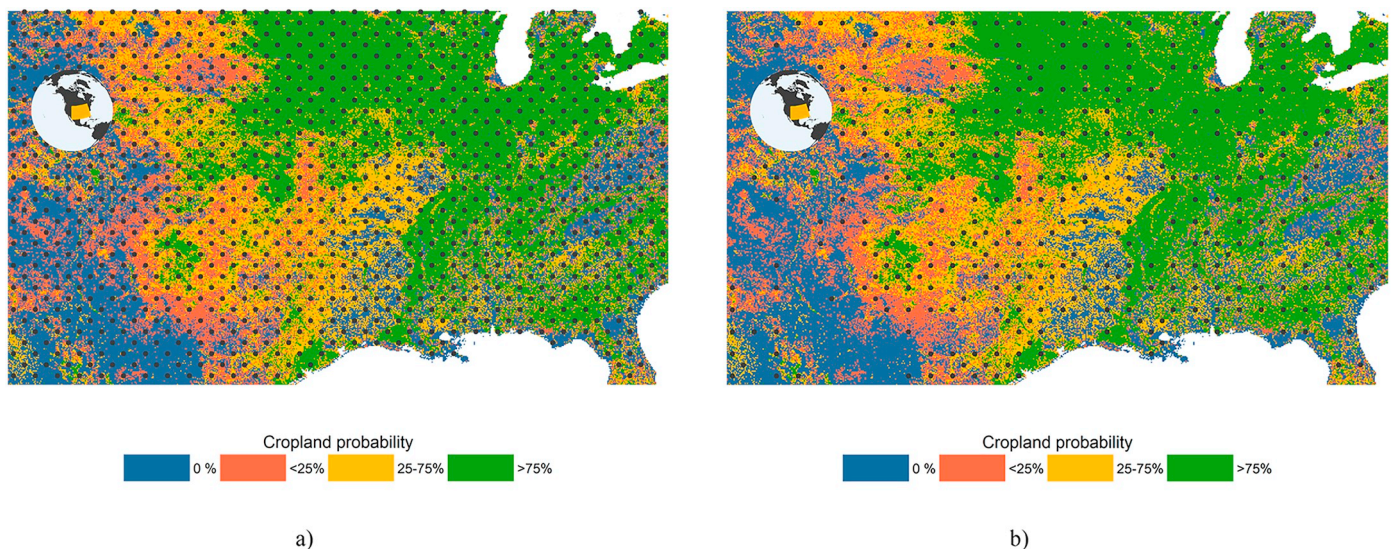 Cropland probability
0 % <25% 25-75% >75%
a)
Cropland probability
0 % <25% 25-75% >75%
b)